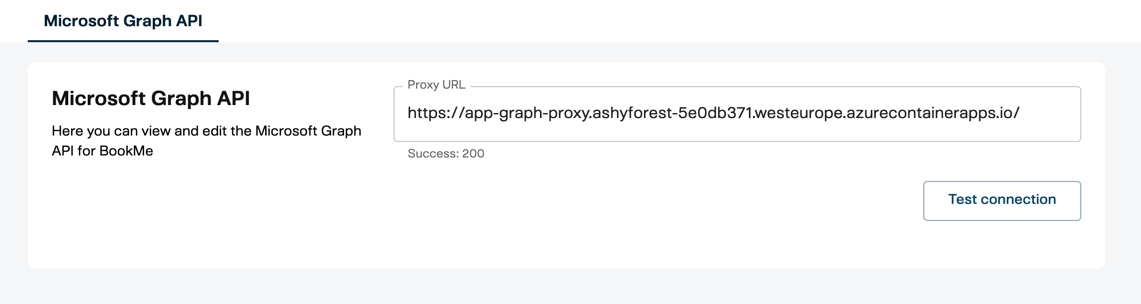 Microsoft Graph API
Microsoft Graph API
Here you can view and edit the Microsoft Graph
API for BookMe
Proxy URL
https://app-graph-proxy.ashyforest-5e0db371.westeurope.azurecontainerapps.io/
Success: 200
Test connection